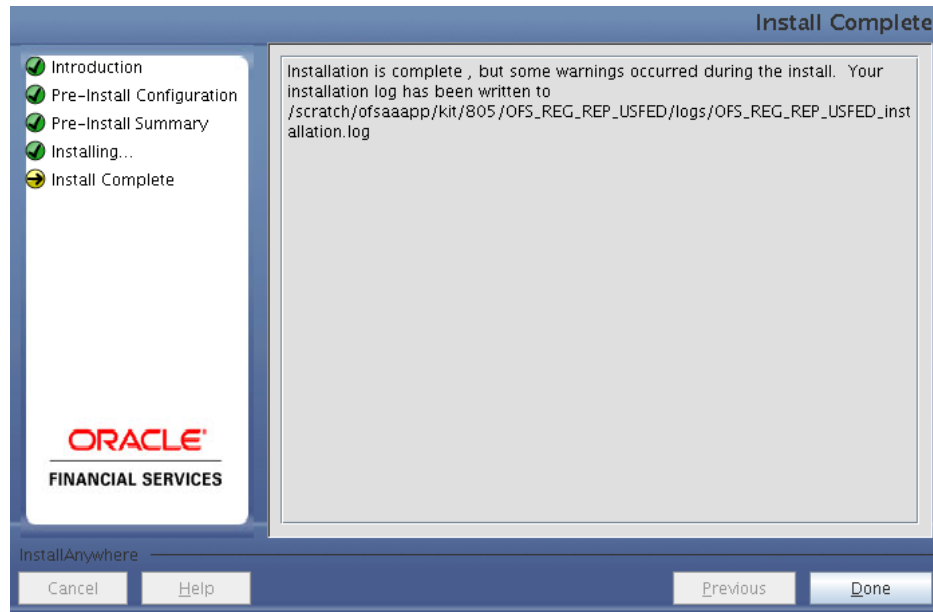 Install Complete
Introduction
Pre-Install Configuration
Pre-Install Summary
Installing...
Install Complete
Installation is complete , but some warnings occurred during the install. Your
installation log has been written to
/scratch/ofsaaapp/kit/805/OFS_REG_REP_USFED/logs/OFS_REG_REP_USFED_inst
allation.log
ORACLE
FINANCIAL SERVICES
InstallAnywhere
Cancel
Help
Previous
Done